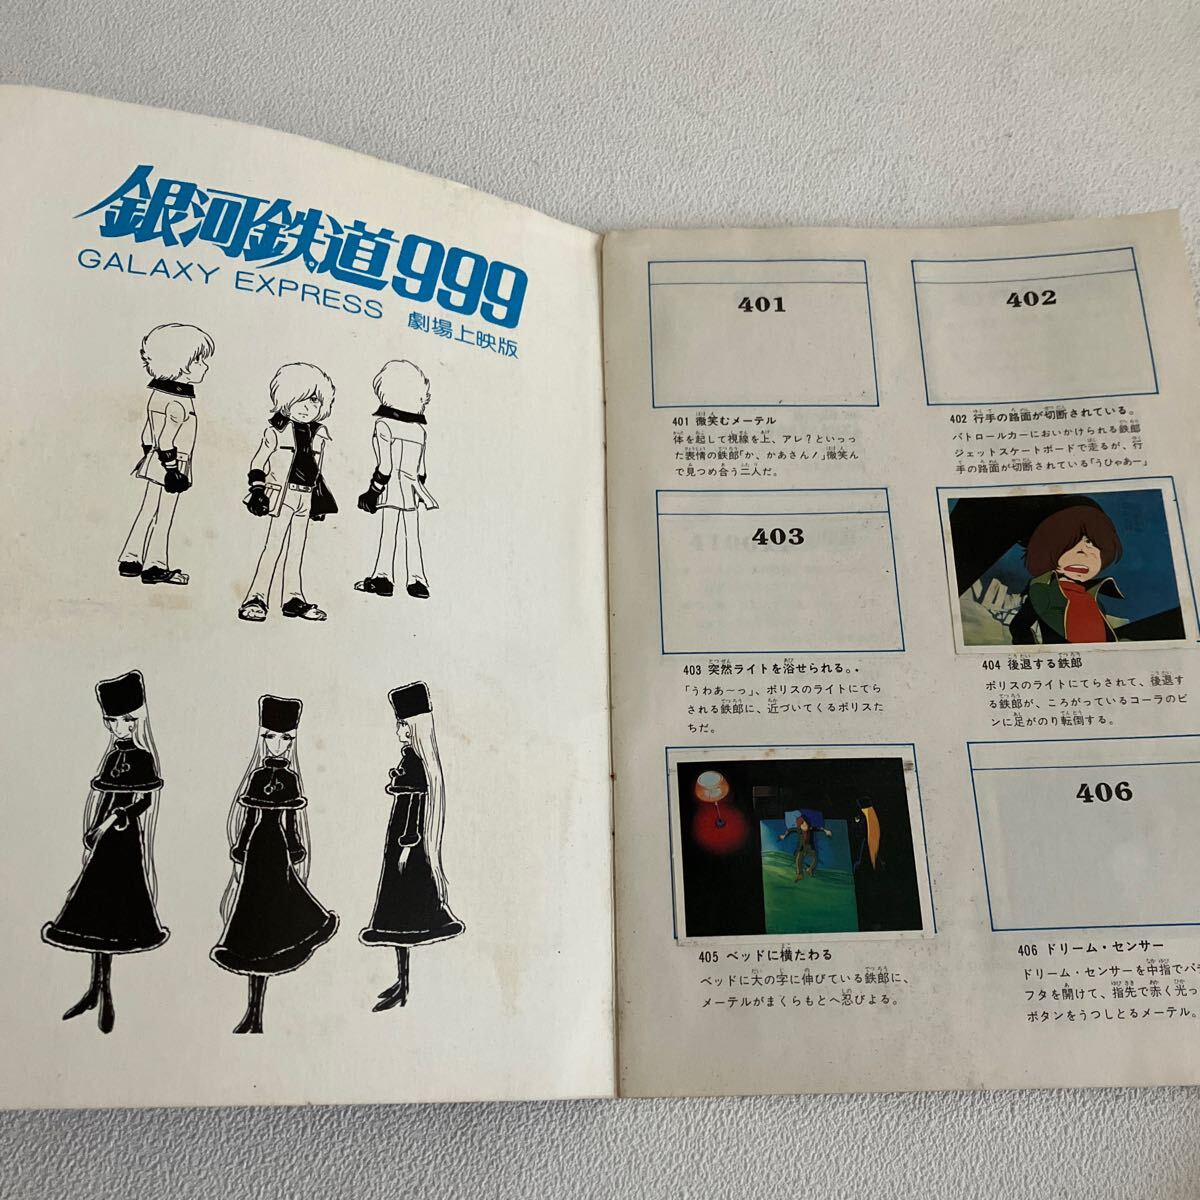 銀河鉄道999
GALAXY EXPRESS 劇場上映版
401
401 微笑むメーテル
体を起して視線を上、アレ?といっっ
た表情の鉄郎「か、かあさん!」微笑ん
で見つめ合う二人だ。
402
402 行手の路面が切断されている。
パトロールカーにおいかけられる鉄郎
ジェットスケートボードで走るが、行
手の路面が切断されている「うひゃあー」
403
403 突然ライトを浴せられる。
「うわあ〜っ」、ポリスのライトにてら
される鉄郎に、近づいてくるポリスた
ちだ。
404 後退する鉄郎
ポリスのライトにてらされて、後退す
る鉄郎が、ころがっているコーラのビ
ンに足がのり転倒する。
405 ベッドに横たわる
ベッドに大の字に伸びている鉄郎に、
メーテルがまくらもとへ忍びよる。
406
406 ドリーム・センサー
ドリーム・センサーを中指でパ
フタを開けて、指先で赤く光っ
ボタンをうつしとるメーテル。